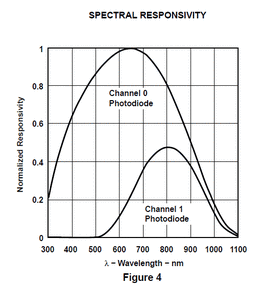 SPECTRAL RESPONSIVITY
1
0.8
0.6
0.4
0.2
0
Normalized Responsivity
Channel 0
Photodiode
Channel 1
Photodiode
300 400 500 600 700 800 900 1000 1100
λ − Wavelength − nm
Figure 4